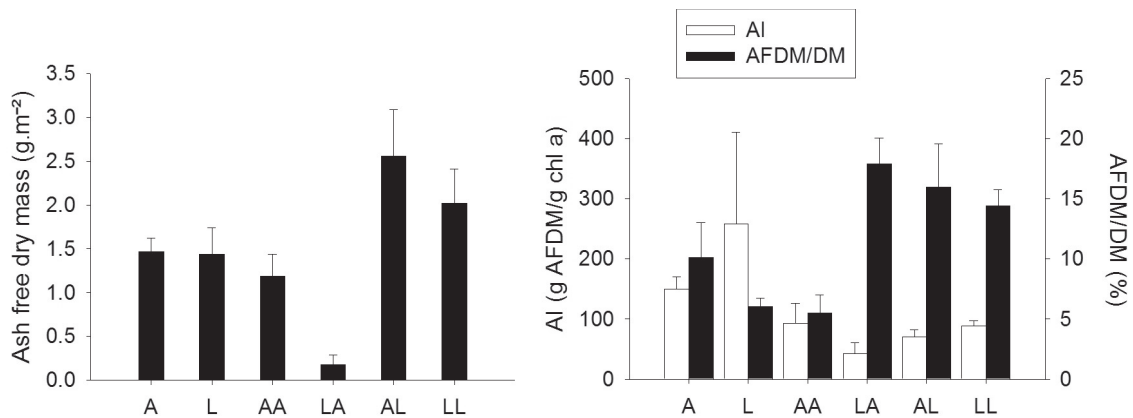 Ash free dry mass (g.m⁻²)
3.5
3.0
2.5
2.0
1.5
1.0
0.5
0.0
A L AA LA AL LL
AI
AFDM/DM
AI (g AFDM/g chl a)
500
400
300
200
100
0
25
20
15
10
5
0
AFDM/DM (%)
A L AA LA AL LL